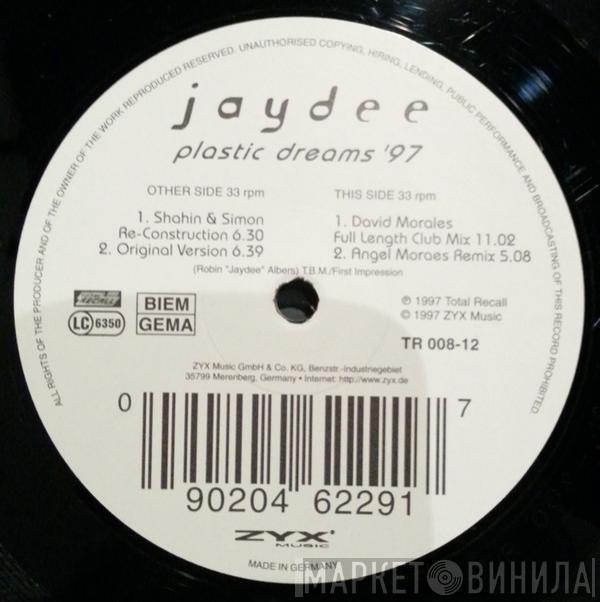 ALL RIGHTS OF THE PRODUCER AND OF THE OWNER OF THE WORK REPRODUCED RESERVED. UNAUTHORISED COPYING, HIRING, LENDING, PUBLIC PERFORMANCE AND BROADCASTING OF THIS RECORD PROHIBITED.
jaydee
plastic dreams '97
OTHER SIDE 33 rpm
1. Shahin & Simon
Re-Construction 6.30
2. Original Version 6.39
THIS SIDE 33 rpm
1. David Morales
Full Length Club Mix 11.02
2. Angel Moraes Remix 5.08
(Robin "Jaydee" Albers) T.B.M./First Impression
LC 6350
BIEM
GEMA
℗ 1997 Total Recall
© 1997 ZYX Music
TR 008-12
ZYX Music GmbH & Co. KG, Benzstr.-Industriegebiet
35799 Merenberg, Germany • Internet: http://www.zyx.de
0 90204 62291 7
ZYX
MUSIC
MADE IN GERMANY
МАРКЕТ ВИНИЛА